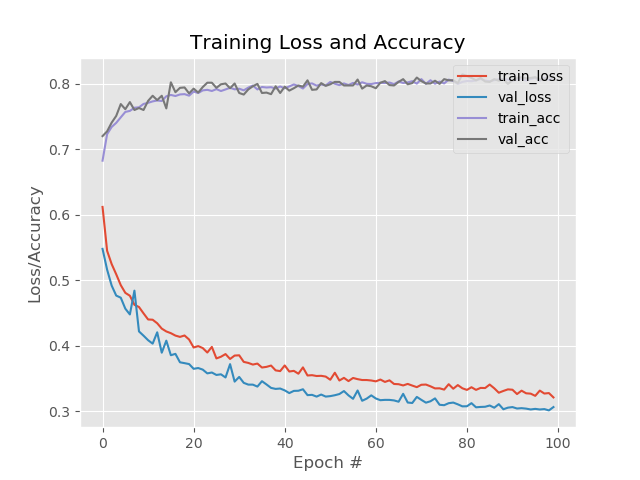 Training Loss and Accuracy
train_loss
val_loss
train_acc
val_acc
0.8
0.7
0.6
0.5
0.4
0.3
Loss/Accuracy
0 20 40 60 80 100
Epoch #